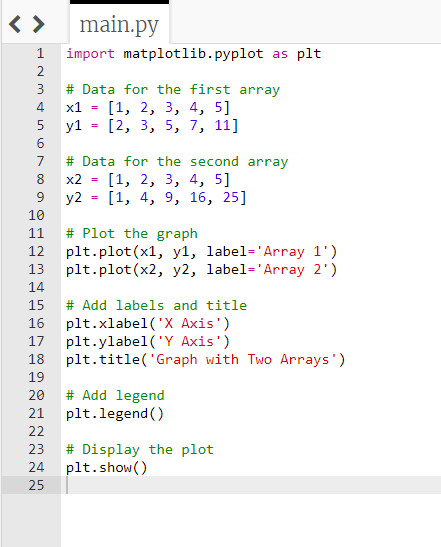 main.py
1 import matplotlib.pyplot as plt
2
3 # Data for the first array
4 x1 = [1, 2, 3, 4, 5]
5 y1 = [2, 3, 5, 7, 11]
6
7 # Data for the second array
8 x2 = [1, 2, 3, 4, 5]
9 y2 = [1, 4, 9, 16, 25]
10
11 # Plot the graph
12 plt.plot(x1, y1, label='Array 1')
13 plt.plot(x2, y2, label='Array 2')
14
15 # Add labels and title
16 plt.xlabel('X Axis')
17 plt.ylabel('Y Axis')
18 plt.title('Graph with Two Arrays')
19
20 # Add legend
21 plt.legend()
22
23 # Display the plot
24 plt.show()
25